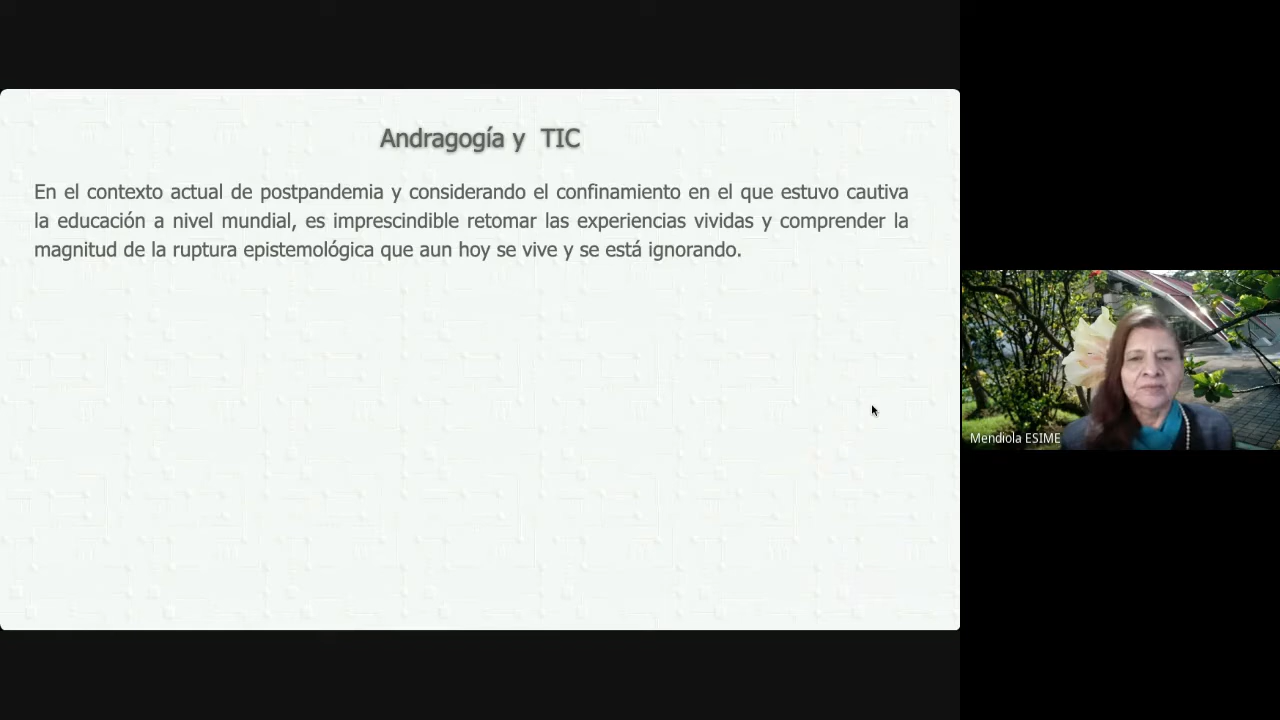 Andragogía y TIC
En el contexto actual de postpandemia y considerando el confinamiento en el que estuvo cautiva
la educación a nivel mundial, es imprescindible retomar las experiencias vividas y comprender la
magnitud de la ruptura epistemológica que aun hoy se vive y se está ignorando.
Mendiola ESIME